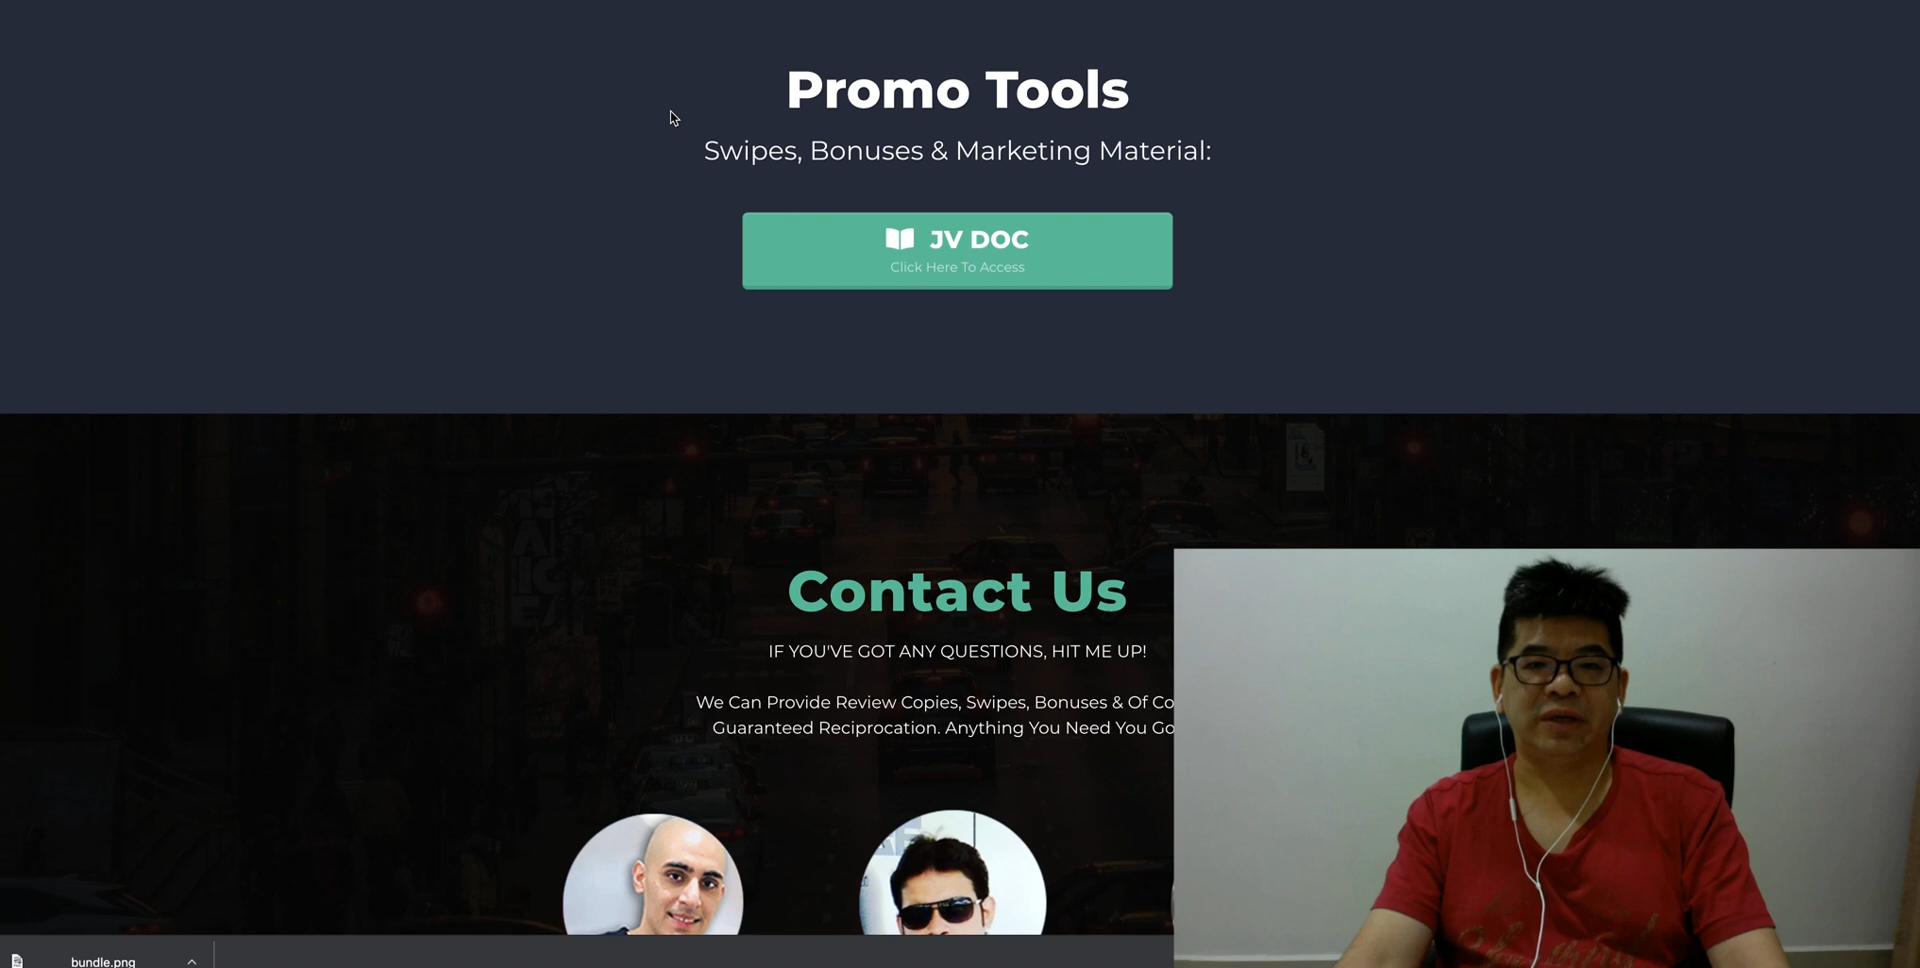 Promo Tools
Swipes, Bonuses & Marketing Material:
JV DOC
Click Here To Access
Contact Us
IF YOU'VE GOT ANY QUESTIONS, HIT ME UP!
We Can Provide Review Copies, Swipes, Bonuses & Of Co
Guaranteed Reciprocation. Anything You Need You Go
bundle.png